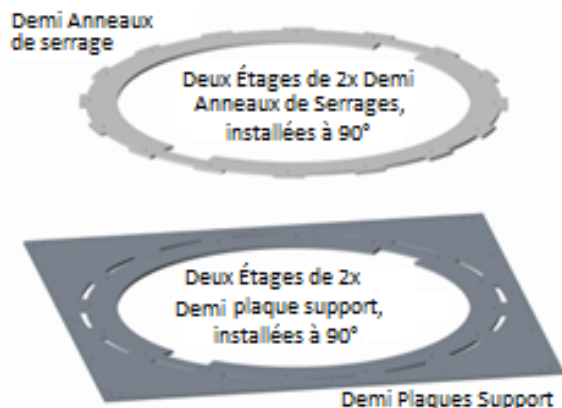 Demi Anneaux
de serrage
Deux Étages de 2x Demi
Anneaux de Serrages,
installées à 90°
Deux Étages de 2x
Demi plaque support,
installées à 90°
Demi Plaques Support